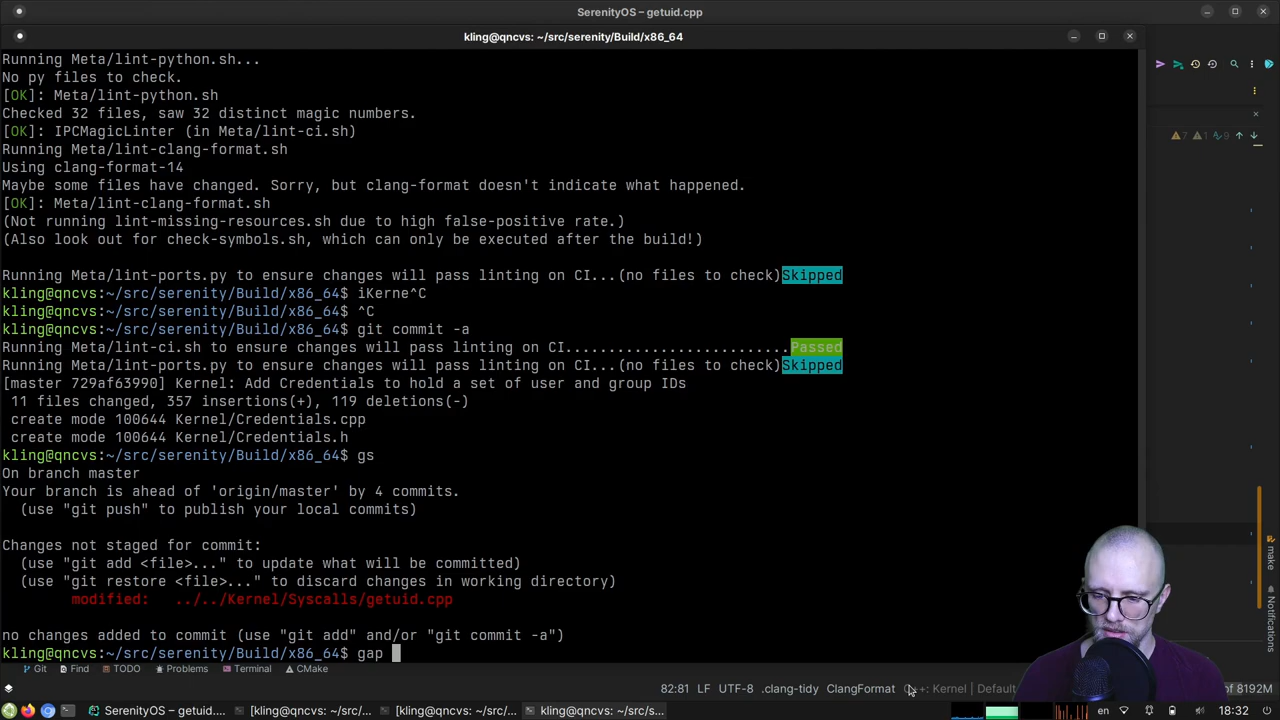 SerenityOS – getuid.cpp
kling@qncvs: ~/src/serenity/Build/x86_64
Running Meta/lint-python.sh...
No py files to check.
[OK]: Meta/lint-python.sh
Checked 32 files, saw 32 distinct magic numbers.
[OK]: IPCMagicLinter (in Meta/lint-ci.sh)
Running Meta/lint-clang-format.sh
Using clang-format-14
Maybe some files have changed. Sorry, but clang-format doesn't indicate what happened.
[OK]: Meta/lint-clang-format.sh
(Not running lint-missing-resources.sh due to high false-positive rate.)
(Also look out for check-symbols.sh, which can only be executed after the build!)
Running Meta/lint-ports.py to ensure changes will pass linting on CI...(no files to check)Skipped
kling@qncvs:~/src/serenity/Build/x86_64$ iKerne^C
kling@qncvs:~/src/serenity/Build/x86_64$ ^C
kling@qncvs:~/src/serenity/Build/x86_64$ git commit -a
Running Meta/lint-ci.sh to ensure changes will pass linting on CI.........................Passed
Running Meta/lint-ports.py to ensure changes will pass linting on CI...(no files to check)Skipped
[master 729af63990] Kernel: Add Credentials to hold a set of user and group IDs
11 files changed, 357 insertions(+), 119 deletions(-)
create mode 100644 Kernel/Credentials.cpp
create mode 100644 Kernel/Credentials.h
kling@qncvs:~/src/serenity/Build/x86_64$ gs
On branch master
Your branch is ahead of 'origin/master' by 4 commits.
(use "git push" to publish your local commits)
Changes not staged for commit:
(use "git add <file>..." to update what will be committed)
(use "git restore <file>..." to discard changes in working directory)
modified:   ../../Kernel/Syscalls/getuid.cpp
no changes added to commit (use "git add" and/or "git commit -a")
kling@qncvs:~/src/serenity/Build/x86_64$ gap
7 1 9
make
Notifications
Git Find TODO Problems Terminal CMake
82:81 LF UTF-8 .clang-tidy ClangFormat C++: Kernel | Default of 8192M
SerenityOS – getuid.... [kling@qncvs: ~/src/... [kling@qncvs: ~/src/... kling@qncvs: ~/src/s... en 18:32